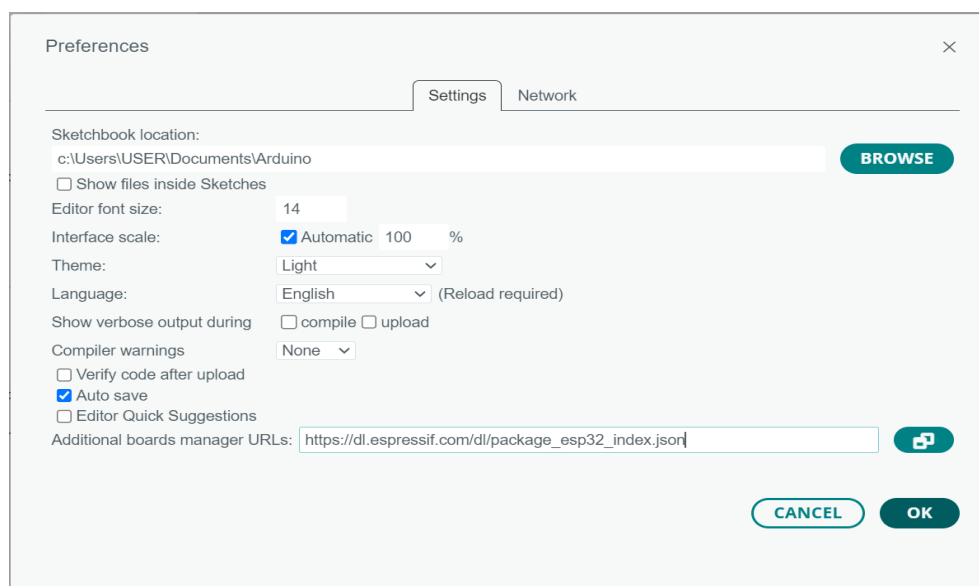 Preferences
Settings Network
Sketchbook location:
c:\Users\USER\Documents\Arduino BROWSE
Show files inside Sketches
Editor font size: 14
Interface scale: Automatic 100 %
Theme: Light
Language: English (Reload required)
Show verbose output during compile upload
Compiler warnings None
Verify code after upload
Auto save
Editor Quick Suggestions
Additional boards manager URLs: https://dl.espressif.com/dl/package_esp32_index.json
CANCEL OK